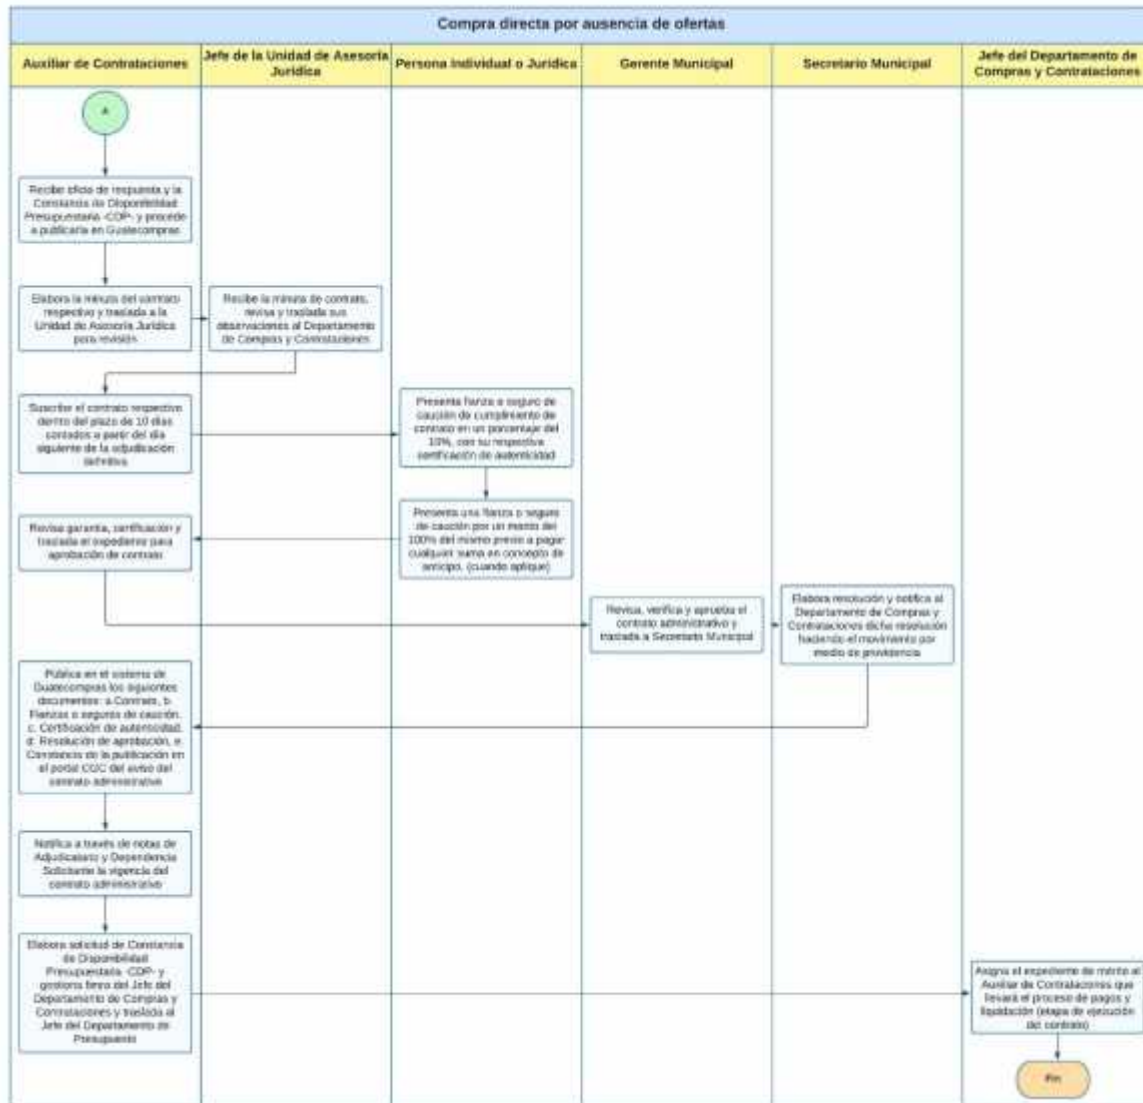 Compra directa por ausencia de ofertas
Auxiliar de Contrataciones
Jefe de la Unidad de Asesoría
Jurídica
Persona Individual o Jurídica
Gerente Municipal
Secretario Municipal
Jefe del Departamento de
Compras y Contrataciones
A
Recibe oficio de respuesta y la
Constancia de Disponibilidad
Presupuestaria -CDP- y procede
a publicarla en Guatecompras
Elabora la minuta del contrato
respectivo y traslada a la
Unidad de Asesoría Jurídica
para revisión
Recibe la minuta de contrato,
revisa y traslada sus
observaciones al Departamento
de Compras y Contrataciones
Suscribe el contrato respectivo
dentro del plazo de 10 días
contados a partir del día
siguiente de la adjudicación
definitiva
Presenta fianza o seguro de
caución de cumplimiento de
contrato en un porcentaje del
10%, con su respectiva
certificación de autenticidad
Presenta una fianza o seguro
de caución por un monto del
100% del mismo previo a pagar
cualquier suma en concepto de
anticipo. (cuando aplique)
Revisa garantía, certificación y
traslada el expediente para
aprobación de contrato
Revisa, verifica y aprueba el
contrato administrativo y
traslada a Secretario Municipal
Elabora resolución y notifica al
Departamento de Compras y
Contrataciones dicha resolución
haciendo el movimiento por
medio de providencia
Publica en el sistema de
Guatecompras los siguientes
documentos: a.Contrato, b.
Fianzas o seguros de caución.
c. Certificación de autenticidad.
d. Resolución de aprobación, e.
Constancia de la publicación en
el portal CGC del aviso del
contrato administrativo
Notifica a través de notas de
Adjudicatario y Dependencia
Solicitante la vigencia del
contrato administrativo
Elabora solicitud de Constancia
de Disponibilidad
Presupuestaria -CDP- y
gestiona firma del Jefe del
Departamento de Compras y
Contrataciones y traslada al
Jefe del Departamento de
Presupuesto
Asigna el expediente de mérito al
Auxiliar de Contrataciones que
llevará el proceso de pagos y
liquidación (etapa de ejecución
del contrato)
Fin